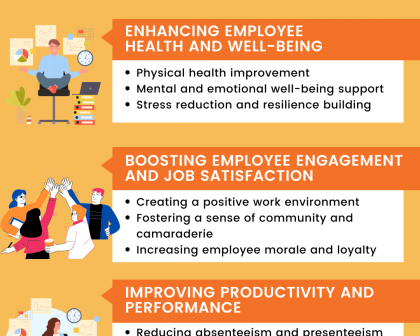 ENHANCING EMPLOYEE
HEALTH AND WELL-BEING
• Physical health improvement
• Mental and emotional well-being support
• Stress reduction and resilience building
BOOSTING EMPLOYEE ENGAGEMENT
AND JOB SATISFACTION
• Creating a positive work environment
• Fostering a sense of community and
camaraderie
• Increasing employee morale and loyalty
IMPROVING PRODUCTIVITY AND
PERFORMANCE
• Reducing absenteeism and presenteeism